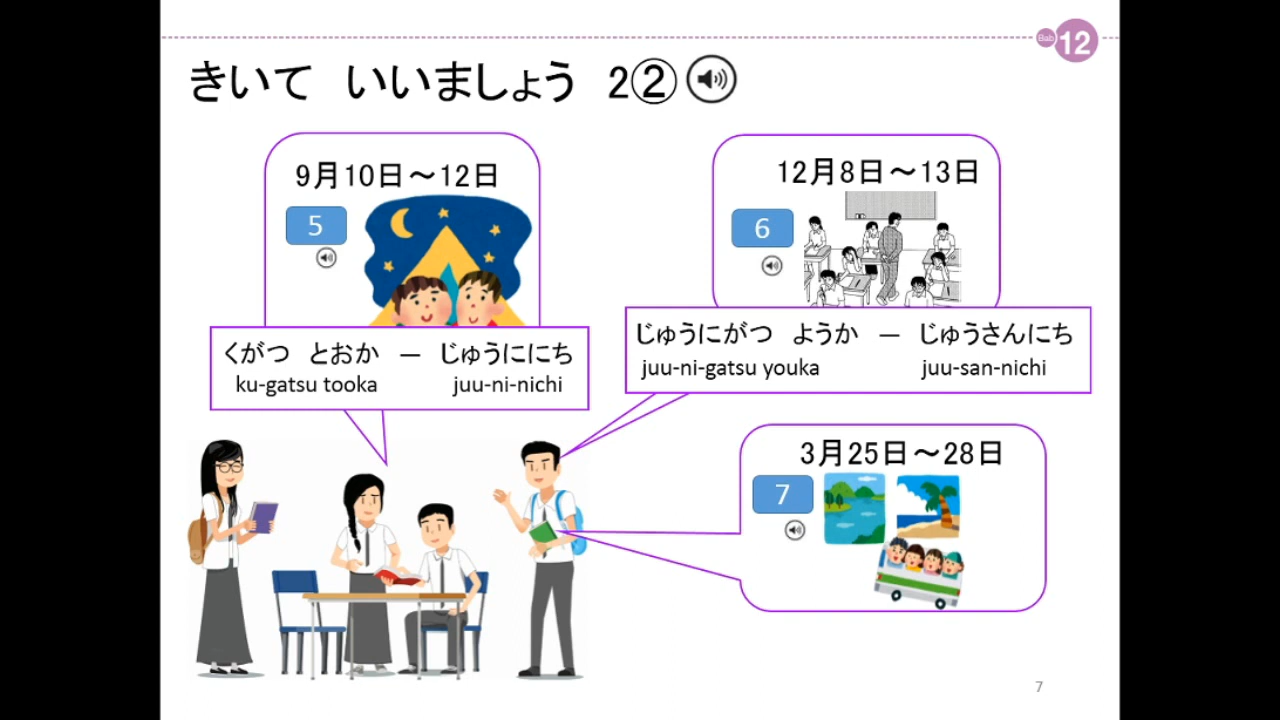 Bab 12
きいて いいましょう 2②
9月10日～12日
5
くがつ とおか － じゅうににち
ku-gatsu tooka juu-ni-nichi
12月8日～13日
6
じゅうにがつ ようか － じゅうさんにち
juu-ni-gatsu youka juu-san-nichi
3月25日～28日
7
7